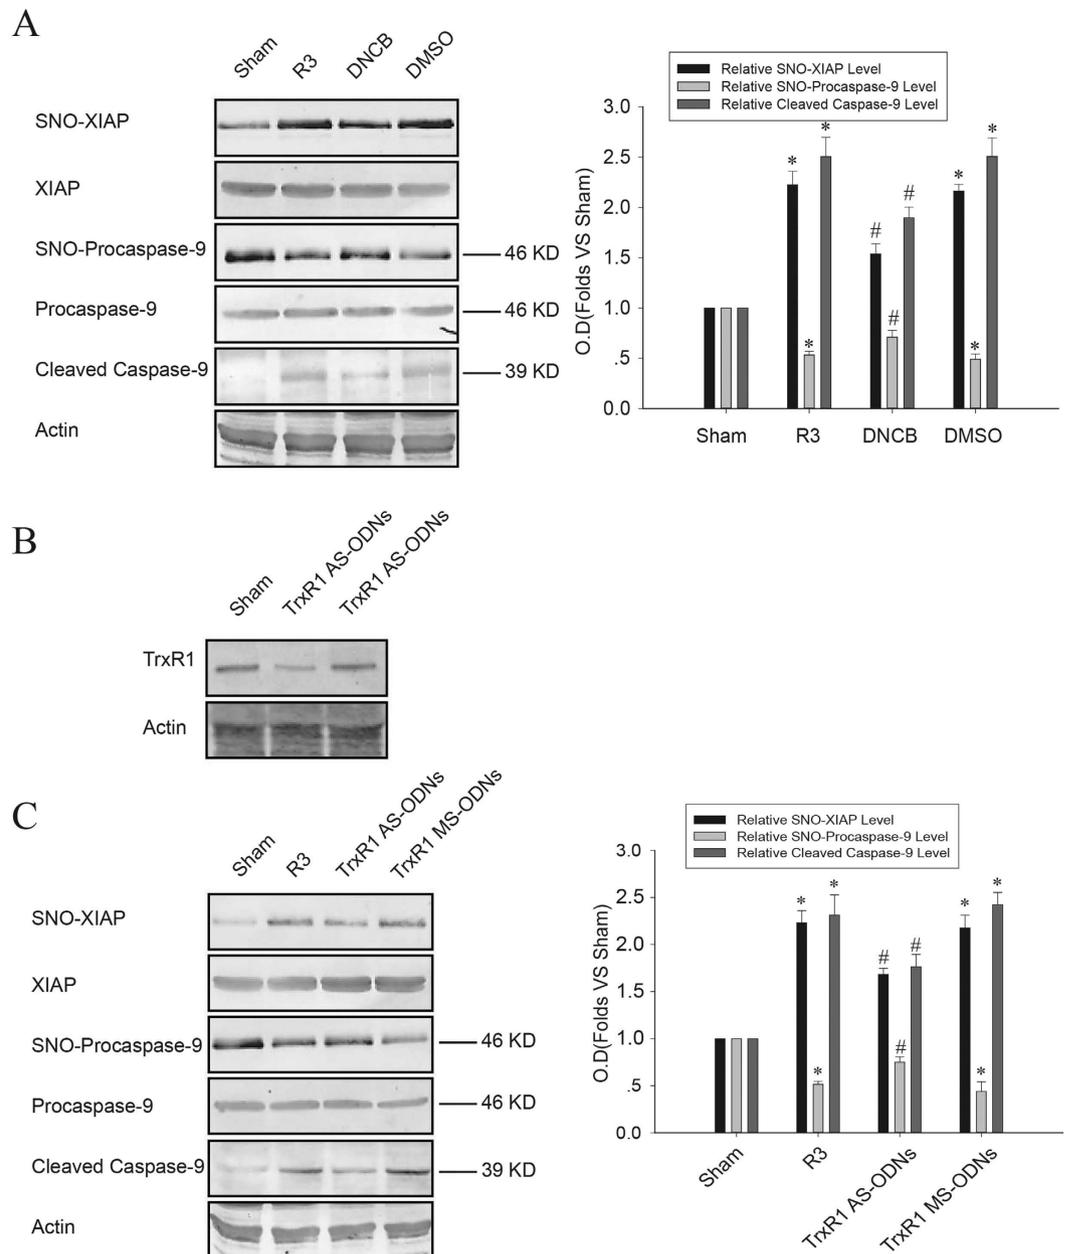 A
Sham
R3
DNCB
DMSO
SNO-XIAP
XIAP
SNO-Procaspase-9
46 KD
Procaspase-9
46 KD
Cleaved Caspase-9
39 KD
Actin
Relative SNO-XIAP Level
Relative SNO-Procaspase-9 Level
Relative Cleaved Caspase-9 Level
O.D(Folds VS Sham)
3.0
2.5
2.0
1.5
1.0
.5
0.0
* * *
# # #
* * *
Sham R3 DNCB DMSO
B
Sham
TrxR1 AS-ODNs
TrxR1 AS-ODNs
TrxR1
Actin
C
Sham
R3
TrxR1 AS-ODNs
TrxR1 MS-ODNs
SNO-XIAP
XIAP
SNO-Procaspase-9
46 KD
Procaspase-9
46 KD
Cleaved Caspase-9
39 KD
Actin
Relative SNO-XIAP Level
Relative SNO-Procaspase-9 Level
Relative Cleaved Caspase-9 Level
O.D(Folds VS Sham)
3.0
2.5
2.0
1.5
1.0
.5
0.0
* * *
# # #
* * *
Sham
R3
TrxR1 AS-ODNs
TrxR1 MS-ODNs